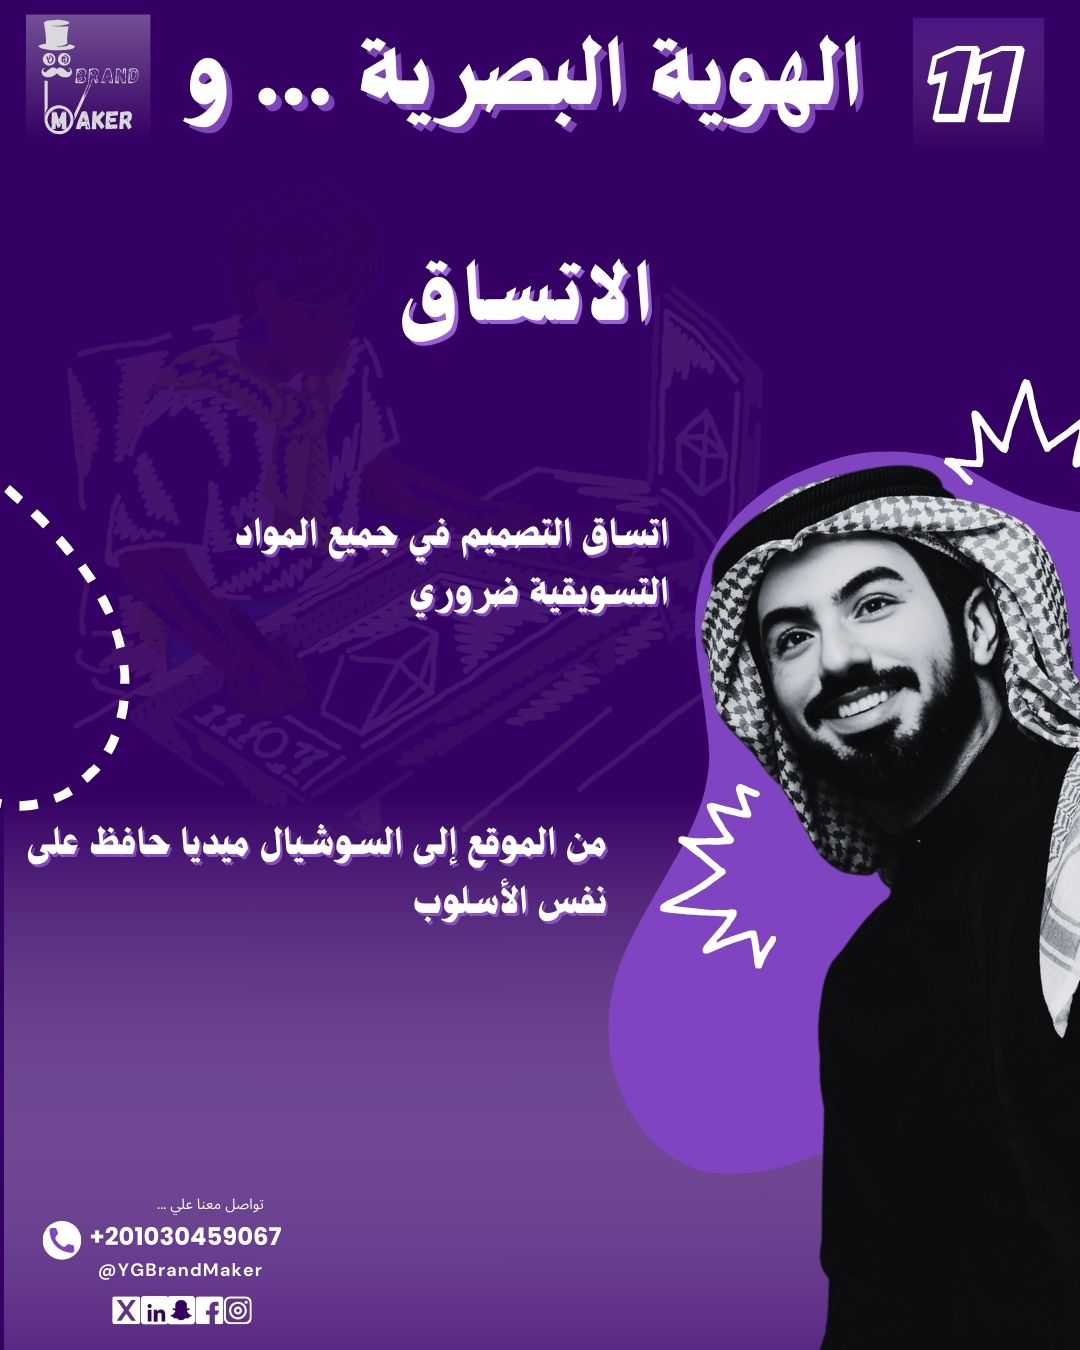 الهوية البصرية ... و
11
BRAND
MAKER
الاتساق
اتساق التصميم في جميع المواد
التسويقية ضروري
من الموقع إلى السوشيال ميديا حافظ على
نفس الأسلوب
تواصل معنا علي ...
+201030459067
@YGBrandMaker